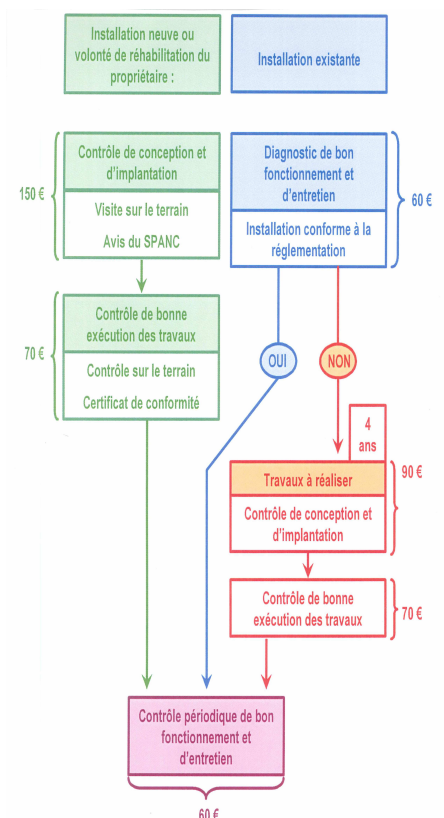 Installation neuve ou
volonté de réhabilitation du
propriétaire :
Installation existante
150 €
Contrôle de conception et
d'implantation
Visite sur le terrain
Avis du SPANC
Diagnostic de bon
fonctionnement et
d'entretien
Installation conforme à la
réglementation
60 €
70 €
Contrôle de bonne
exécution des travaux
Contrôle sur le terrain
Certificat de conformité
OUI
NON
4
ans
Travaux à réaliser
Contrôle de conception et
d'implantation
90 €
Contrôle de bonne
exécution des travaux
70 €
Contrôle périodique de bon
fonctionnement et
d'entretien
60 €